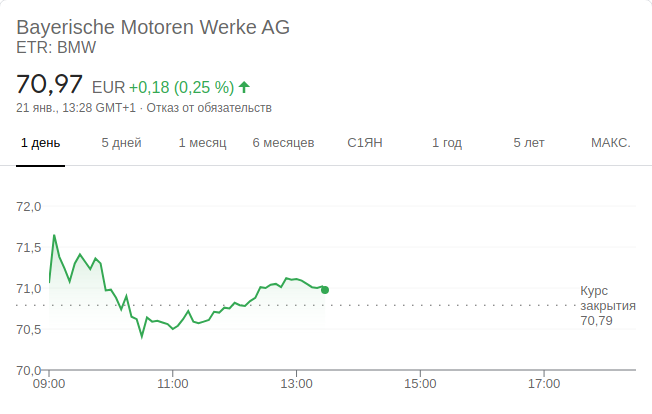 Bayerische Motoren Werke AG
ETR: BMW
70,97 EUR +0,18 (0,25 %)
21 янв., 13:28 GMT+1 · Отказ от обязательств
1 день 5 дней 1 месяц 6 месяцев С1ЯН 1 год 5 лет МАКС.
72,0
71,5
71,0
70,5
70,0
Курс
закрытия
70,79
09:00 11:00 13:00 15:00 17:00